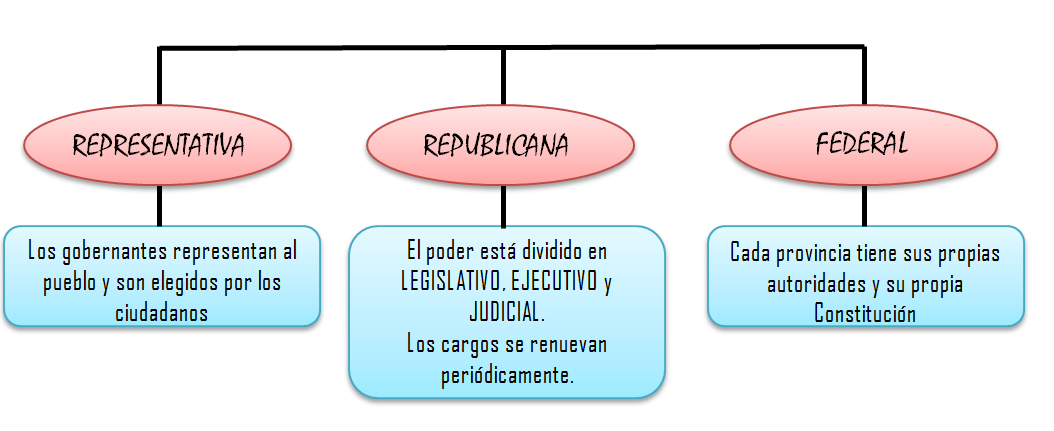 REPRESENTATIVA
Los gobernantes representan al
pueblo y son elegidos por los
ciudadanos
REPUBLICANA
El poder está dividido en
LEGISLATIVO, EJECUTIVO y
JUDICIAL.
Los cargos se renuevan
periódicamente.
FEDERAL
Cada provincia tiene sus propias
autoridades y su propia
Constitución